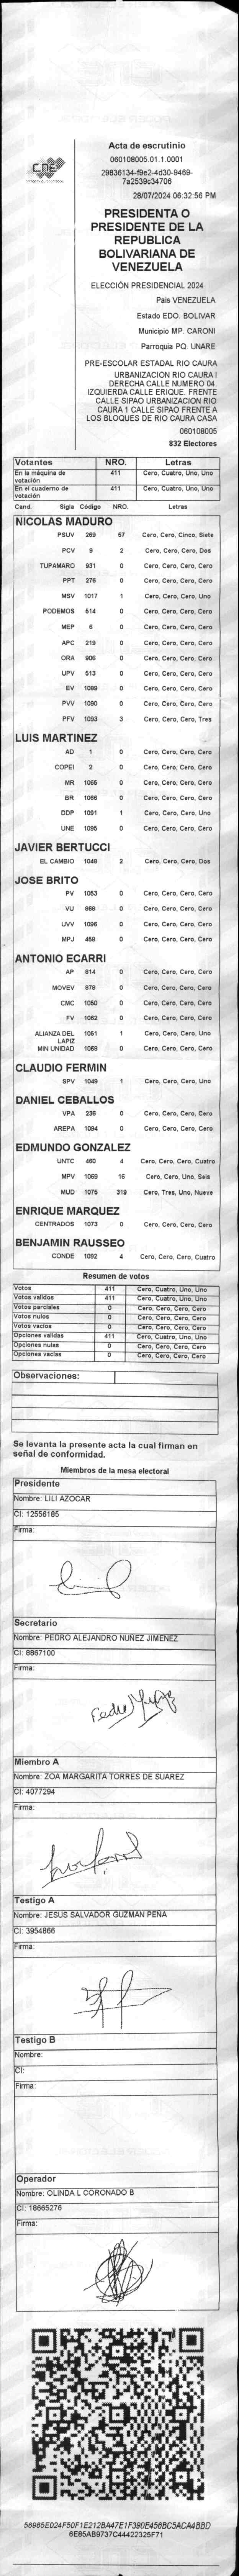 CNE
Acta de escrutinio
060108005.01.1.0001
29836134-f9e2-4d30-9469-
7a2539c34706
28/07/2024 06:32:56 PM
PRESIDENTA O
PRESIDENTE DE LA
REPUBLICA
BOLIVARIANA DE
VENEZUELA
ELECCIÓN PRESIDENCIAL 2024
Pais VENEZUELA
Estado EDO. BOLIVAR
Municipio MP. CARONI
Parroquia PQ. UNARE
PRE-ESCOLAR ESTADAL RIO CAURA
URBANIZACION RIO CAURA I
DERECHA CALLE NUMERO 04.
IZQUIERDA CALLE ERIQUE. FRENTE
CALLE SIPAO URBANIZACION RIO
CAURA 1 CALLE SIPAO FRENTE A
LOS BLOQUES DE RIO CAURA CASA
060108005
832 Electores
Votantes NRO. Letras
En la máquina de votación 411 Cero, Cuatro, Uno, Uno
En el cuaderno de votación 411 Cero, Cuatro, Uno, Uno
Cand. Sigla Código NRO. Letras
NICOLAS MADURO
PSUV 269 57 Cero, Cero, Cinco, Siete
PCV 9 2 Cero, Cero, Cero, Dos
TUPAMARO 931 0 Cero, Cero, Cero, Cero
PPT 276 0 Cero, Cero, Cero, Cero
MSV 1017 1 Cero, Cero, Cero, Uno
PODEMOS 514 0 Cero, Cero, Cero, Cero
MEP 6 0 Cero, Cero, Cero, Cero
APC 219 0 Cero, Cero, Cero, Cero
ORA 906 0 Cero, Cero, Cero, Cero
UPV 513 0 Cero, Cero, Cero, Cero
EV 1089 0 Cero, Cero, Cero, Cero
PVV 1090 0 Cero, Cero, Cero, Cero
PFV 1093 3 Cero, Cero, Cero, Tres
LUIS MARTINEZ
AD 1 0 Cero, Cero, Cero, Cero
COPEI 2 0 Cero, Cero, Cero, Cero
MR 1065 0 Cero, Cero, Cero, Cero
BR 1066 0 Cero, Cero, Cero, Cero
DDP 1091 1 Cero, Cero, Cero, Uno
UNE 1095 0 Cero, Cero, Cero, Cero
JAVIER BERTUCCI
EL CAMBIO 1048 2 Cero, Cero, Cero, Dos
JOSE BRITO
PV 1053 0 Cero, Cero, Cero, Cero
VU 868 0 Cero, Cero, Cero, Cero
UVV 1096 0 Cero, Cero, Cero, Cero
MPJ 458 0 Cero, Cero, Cero, Cero
ANTONIO ECARRI
AP 814 0 Cero, Cero, Cero, Cero
MOVEV 878 0 Cero, Cero, Cero, Cero
CMC 1050 0 Cero, Cero, Cero, Cero
FV 1062 0 Cero, Cero, Cero, Cero
ALIANZA DEL LAPIZ 1051 1 Cero, Cero, Cero, Uno
MIN UNIDAD 1068 0 Cero, Cero, Cero, Cero
CLAUDIO FERMIN
SPV 1049 1 Cero, Cero, Cero, Uno
DANIEL CEBALLOS
VPA 236 0 Cero, Cero, Cero, Cero
AREPA 1094 0 Cero, Cero, Cero, Cero
EDMUNDO GONZALEZ
UNTC 460 4 Cero, Cero, Cero, Cuatro
MPV 1069 16 Cero, Cero, Uno, Seis
MUD 1075 319 Cero, Tres, Uno, Nueve
ENRIQUE MARQUEZ
CENTRADOS 1073 0 Cero, Cero, Cero, Cero
BENJAMIN RAUSSEO
CONDE 1092 4 Cero, Cero, Cero, Cuatro
Resumen de votos
Votos 411 Cero, Cuatro, Uno, Uno
Votos validos 411 Cero, Cuatro, Uno, Uno
Votos parciales 0 Cero, Cero, Cero, Cero
Votos nulos 0 Cero, Cero, Cero, Cero
Votos vacios 0 Cero, Cero, Cero, Cero
Opciones validas 411 Cero, Cuatro, Uno, Uno
Opciones nulas 0 Cero, Cero, Cero, Cero
Opciones vacias 0 Cero, Cero, Cero, Cero
Observaciones:
Se levanta la presente acta la cual firman en
señal de conformidad.
Miembros de la mesa electoral
Presidente
Nombre: LILI AZOCAR
CI: 12556185
Firma:
Secretario
Nombre: PEDRO ALEJANDRO NUÑEZ JIMENEZ
CI: 8867100
Firma:
Pedro Nuñez
Miembro A
Nombre: ZOA MARGARITA TORRES DE SUAREZ
CI: 4077294
Firma:
Testigo A
Nombre: JESUS SALVADOR GUZMAN PEÑA
CI: 3954866
Firma:
Testigo B
Nombre:
CI:
Firma:
Operador
Nombre: OLINDA L CORONADO B
CI: 18665276
Firma:
56985E024F50F1E212BA47E1F390E456BC5ACA4BBD
6E85AB9737C44422325F71